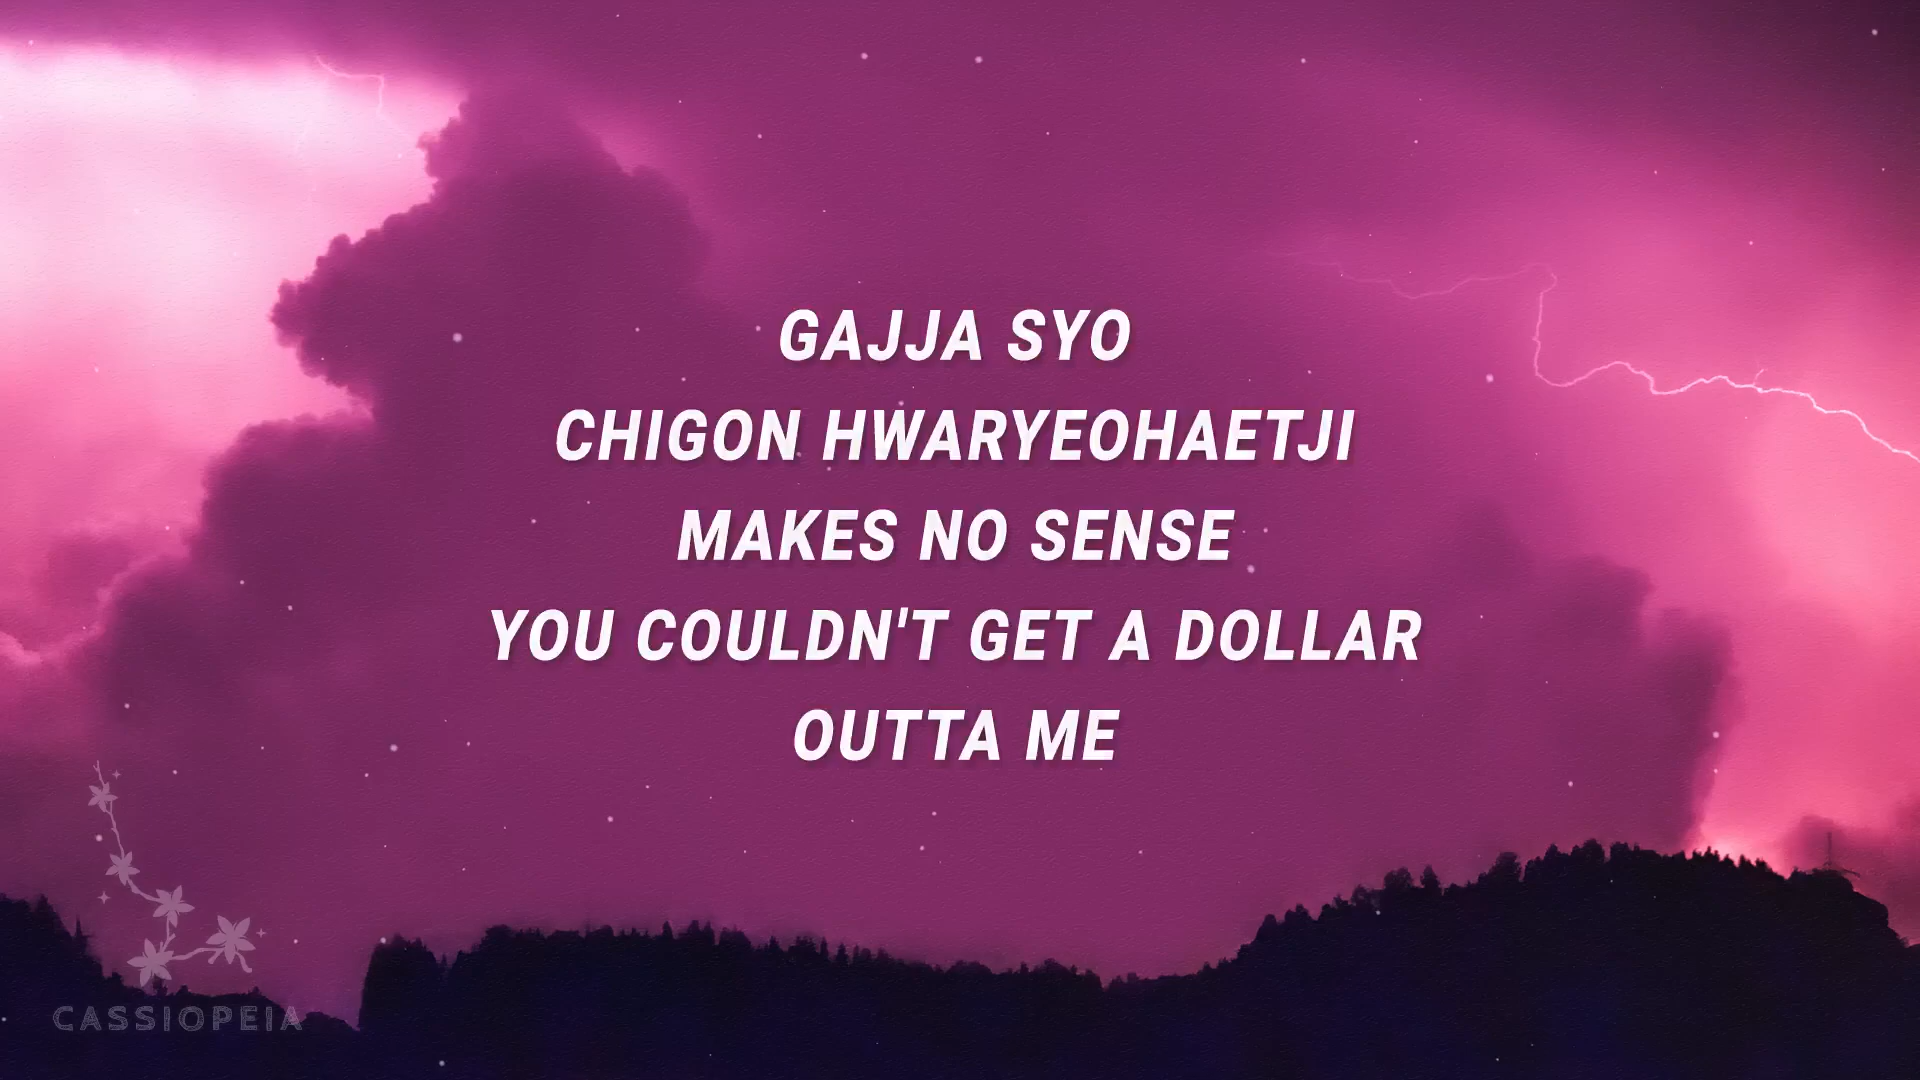 GAJJA SYO
CHIGON HWARYEOHAETJI
MAKES NO SENSE
YOU COULDN'T GET A DOLLAR
OUTTA ME
CASSIOPEIA